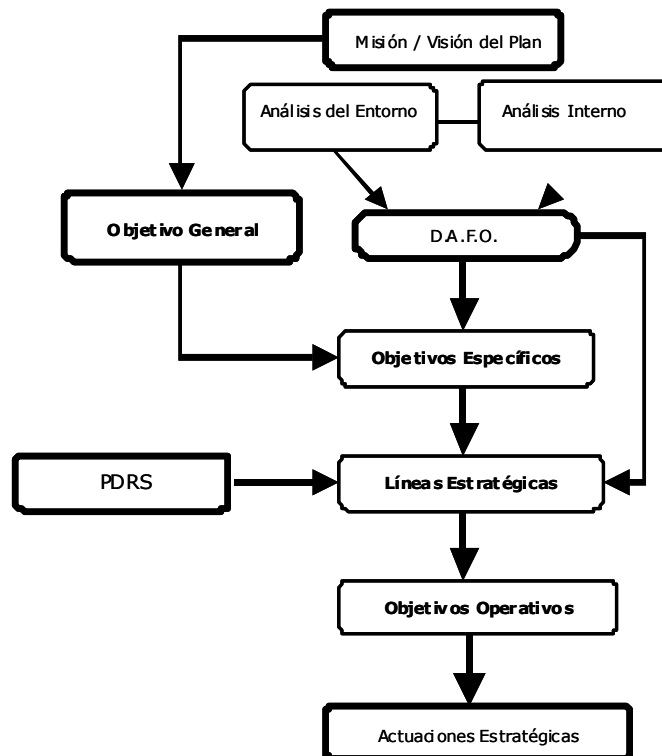 Misión / Visión del Plan
Análisis del Entorno
Análisis Interno
Objetivo General
D.A.F.O.
Objetivos Específicos
PDRS
Líneas Estratégicas
Objetivos Operativos
Actuaciones Estratégicas